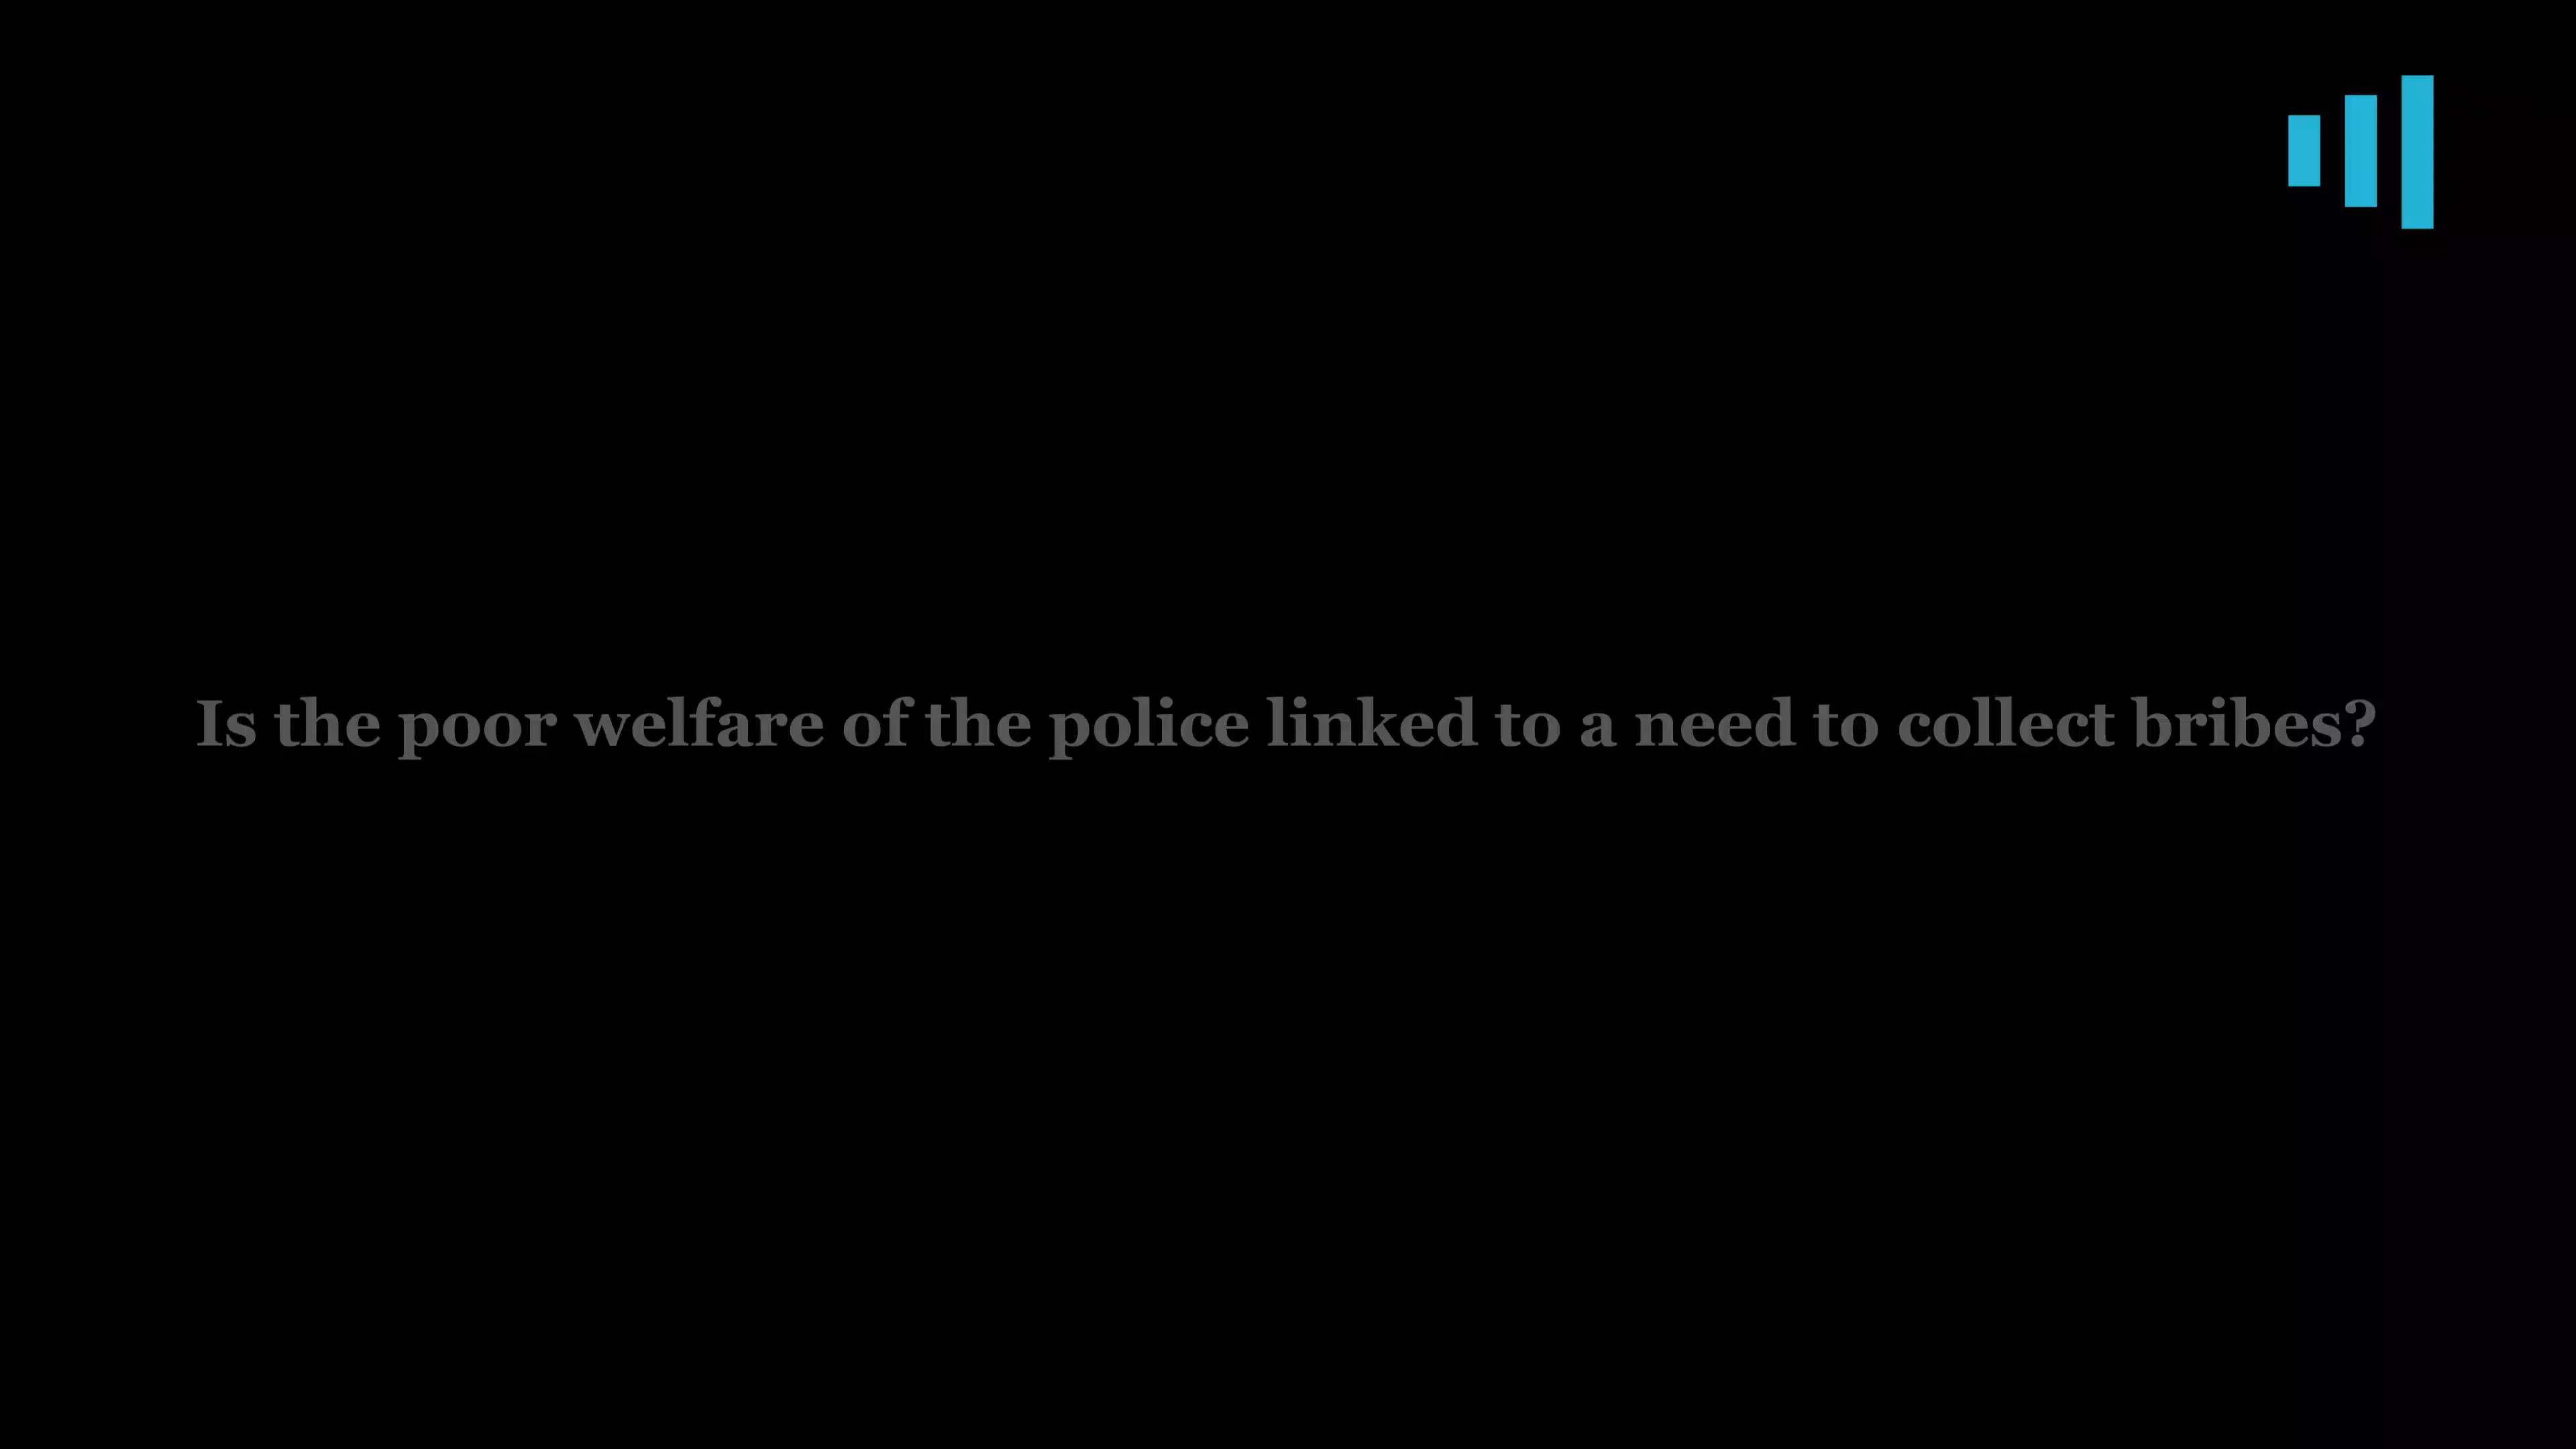 Is the poor welfare of the police linked to a need to collect bribes?